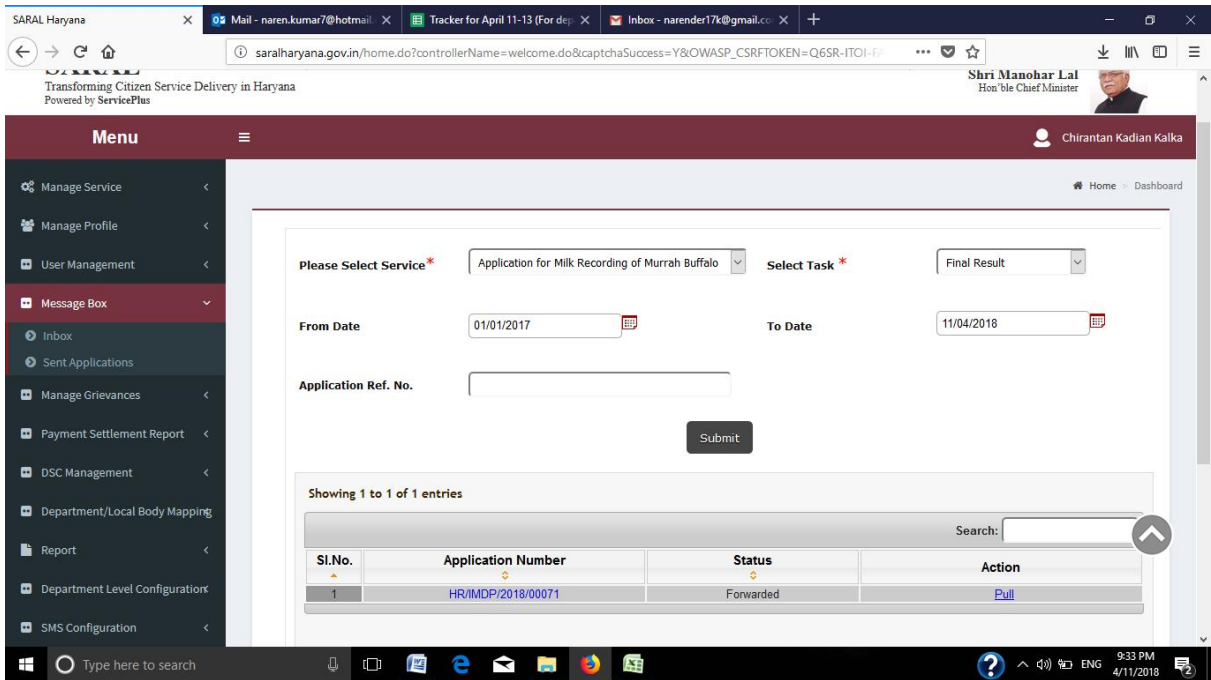 SARAL Haryana
Mail - naren.kumar7@hotmail.
Tracker for April 11-13 (For dep
Inbox - narender17k@gmail.co
saralharyana.gov.in/home.do?controllerName=welcome.do&captchaSuccess=Y&OWASP_CSRFTOKEN=Q6SR-ITOI-
SARAL
Transforming Citizen Service Delivery in Haryana
Powered by ServicePlus
Shri Manohar Lal
Hon'ble Chief Minister
Menu
Chirantan Kadian Kalka
Manage Service
Home > Dashboard
Manage Profile
User Management
Message Box
Inbox
Sent Applications
Manage Grievances
Payment Settlement Report
DSC Management
Department/Local Body Mapping
Report
Department Level Configuration
SMS Configuration
Please Select Service* Application for Milk Recording of Murrah Buffalo Select Task * Final Result
From Date 01/01/2017 To Date 11/04/2018
Application Ref. No.
Submit
Showing 1 to 1 of 1 entries
Search:
Sl.No. Application Number Status Action
1 HR/IMDP/2018/00071 Forwarded Pull
Type here to search
ENG
9:33 PM
4/11/2018
2